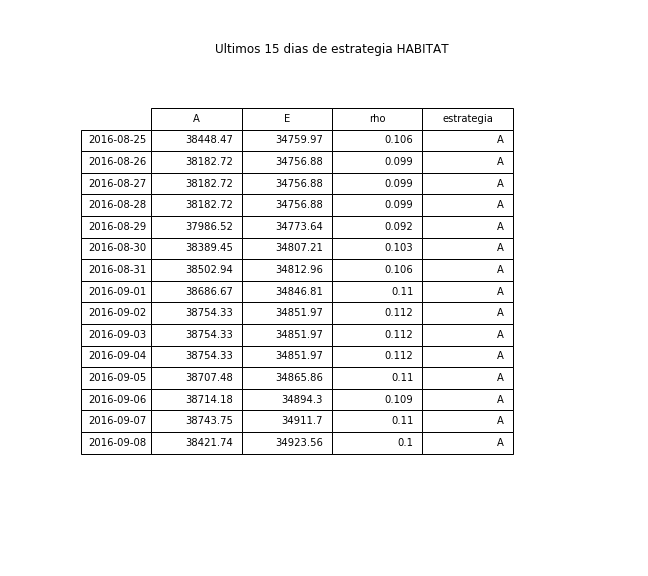 Ultimos 15 dias de estrategia HABITAT
A E rho estrategia
2016-08-25 38448.47 34759.97 0.106 A
2016-08-26 38182.72 34756.88 0.099 A
2016-08-27 38182.72 34756.88 0.099 A
2016-08-28 38182.72 34756.88 0.099 A
2016-08-29 37986.52 34773.64 0.092 A
2016-08-30 38389.45 34807.21 0.103 A
2016-08-31 38502.94 34812.96 0.106 A
2016-09-01 38686.67 34846.81 0.11 A
2016-09-02 38754.33 34851.97 0.112 A
2016-09-03 38754.33 34851.97 0.112 A
2016-09-04 38754.33 34851.97 0.112 A
2016-09-05 38707.48 34865.86 0.11 A
2016-09-06 38714.18 34894.3 0.109 A
2016-09-07 38743.75 34911.7 0.11 A
2016-09-08 38421.74 34923.56 0.1 A